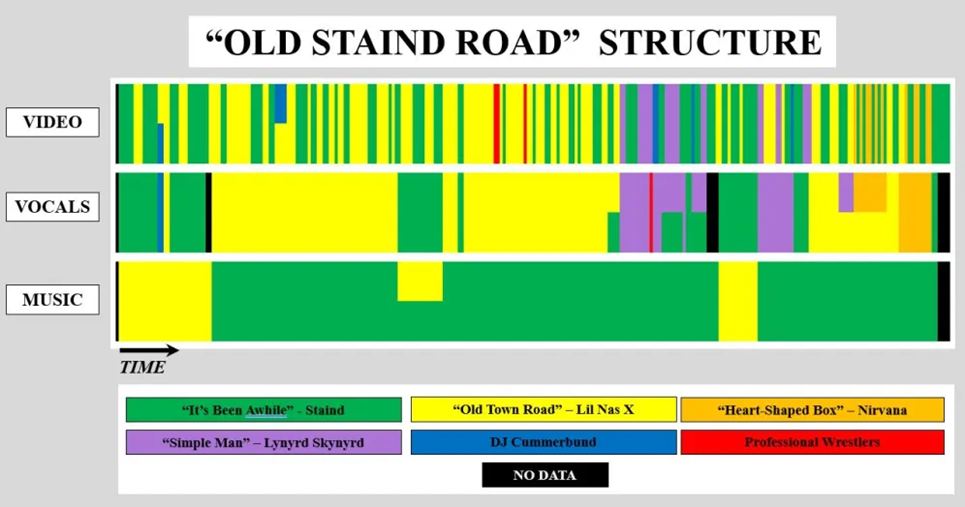 “OLD STAIND ROAD” STRUCTURE
VIDEO
VOCALS
MUSIC
TIME
“It’s Been Awhile” - Staind
“Old Town Road” – Lil Nas X
“Heart-Shaped Box” – Nirvana
“Simple Man” – Lynyrd Skynyrd
DJ Cummerbund
Professional Wrestlers
NO DATA